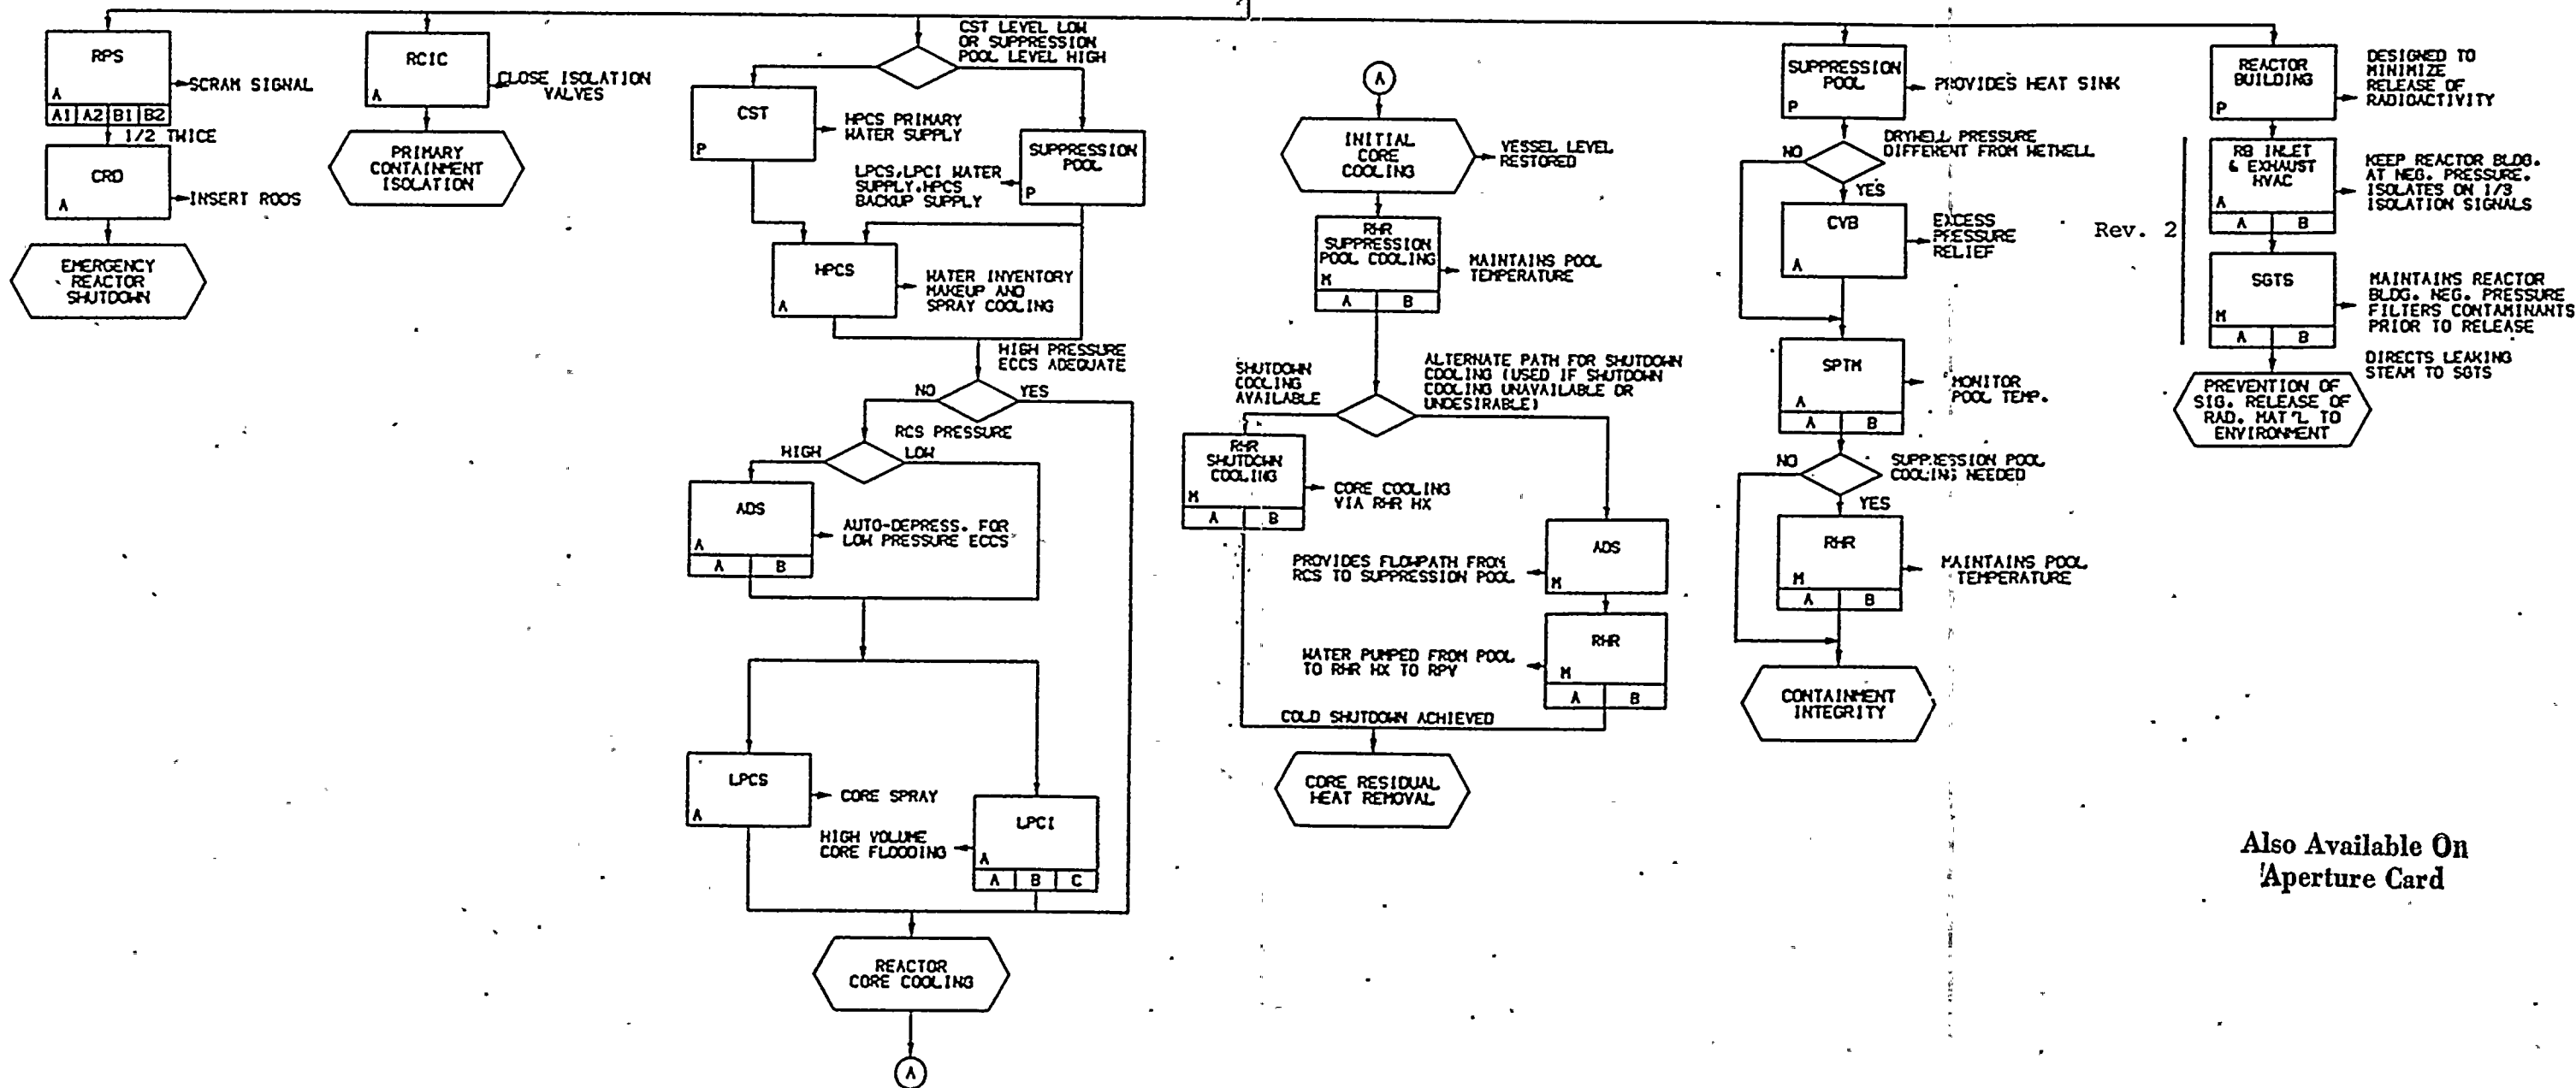 RPS
A
A1 A2 B1 B2
SCRAM SIGNAL
1/2 TWICE
CRD
A
INSERT RODS
EMERGENCY
REACTOR
SHUTDOWN
RCIC
A
CLOSE ISOLATION
VALVES
PRIMARY
CONTAINMENT
ISOLATION
CST LEVEL LOW
OR SUPPRESSION
POOL LEVEL HIGH
CST
P
HPCS PRIMARY
WATER SUPPLY
SUPPRESSION
POOL
P
LPCS,LPCI WATER
SUPPLY.HPCS
BACKUP SUPPLY
HPCS
A
WATER INVENTORY
MAKEUP AND
SPRAY COOLING
HIGH PRESSURE
ECCS ADEQUATE
NO
YES
RCS PRESSURE
HIGH
LOW
ADS
A
A B
AUTO-DEPRESS. FOR
LOW PRESSURE ECCS
LPCS
A
CORE SPRAY
LPCI
A
A B C
HIGH VOLUME
CORE FLOODING
REACTOR
CORE COOLING
A
A
INITIAL
CORE
COOLING
VESSEL LEVEL
RESTORED
RHR
SUPPRESSION
POOL COOLING
M
A B
MAINTAINS POOL
TEMPERATURE
SHUTDOWN
COOLING
AVAILABLE
ALTERNATE PATH FOR SHUTDOWN
COOLING (USED IF SHUTDOWN
COOLING UNAVAILABLE OR
UNDESIRABLE)
RHR
SHUTDOWN
COOLING
M
A B
CORE COOLING
VIA RHR HX
ADS
M
PROVIDES FLOWPATH FROM
RCS TO SUPPRESSION POOL
RHR
M
A B
WATER PUMPED FROM POOL
TO RHR HX TO RPV
COLD SHUTDOWN ACHIEVED
CORE RESIDUAL
HEAT REMOVAL
SUPPRESSION
POOL
P
PROVIDES HEAT SINK
DRYWELL PRESSURE
DIFFERENT FROM WETWELL
NO
YES
CVB
A
EXCESS
PRESSURE
RELIEF
SPTM
A
A B
MONITOR
POOL TEMP.
NO
SUPPRESSION POOL
COOLING NEEDED
YES
RHR
M
A B
MAINTAINS POOL
TEMPERATURE
CONTAINMENT
INTEGRITY
REACTOR
BUILDING
P
DESIGNED TO
MINIMIZE
RELEASE OF
RADIOACTIVITY
Rev. 2
RB INLET
& EXHAUST
HVAC
A
A B
KEEP REACTOR BLDG.
AT NEG. PRESSURE.
ISOLATES ON 1/3
ISOLATION SIGNALS
SGTS
M
A B
MAINTAINS REACTOR
BLDG. NEG. PRESSURE
FILTERS CONTAMINANTS
PRIOR TO RELEASE
DIRECTS LEAKING
STEAM TO SGTS
PREVENTION OF
SIG. RELEASE OF
RAD. MAT'L TO
ENVIRONMENT
Also Available On
Aperture Card